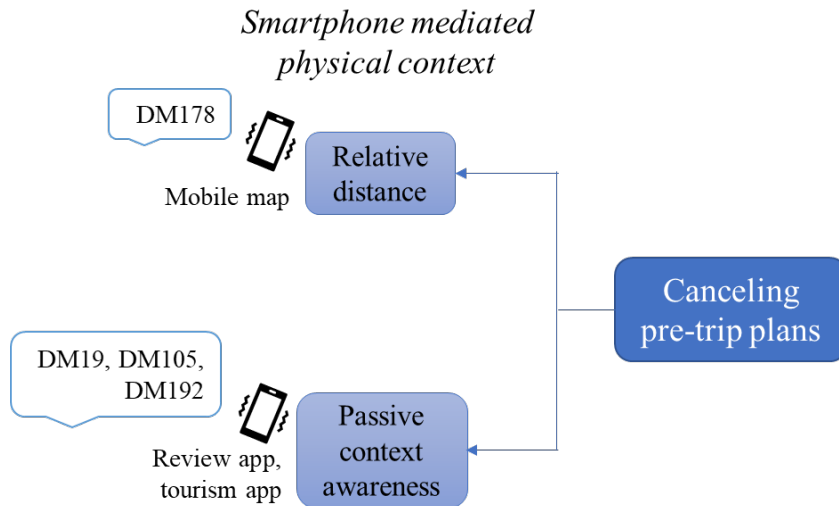 Smartphone mediated
physical context
DM178
Mobile map
Relative
distance
Canceling
pre-trip plans
DM19, DM105,
DM192
Review app,
tourism app
Passive
context
awareness